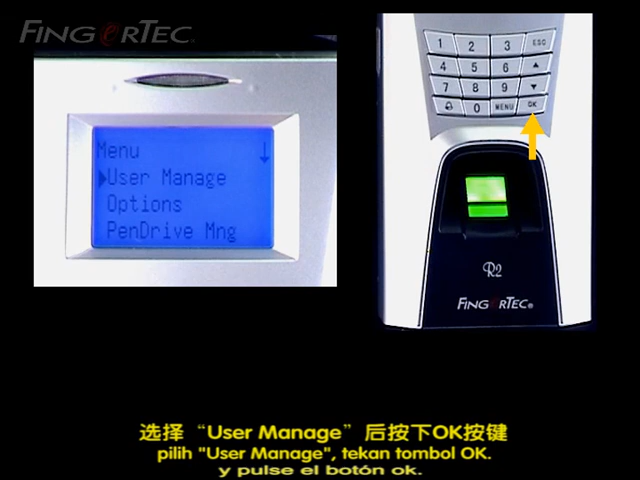 FINGERTEC
Menu ↓
▶User Manage
Options
PenDrive Mng
1 2 3 ESC
4 5 6 ▲
7 8 9 ▼
0 MENU OK
R2
FINGERTEC®
选择“User Manage”后按下OK按键
pilih "User Manage", tekan tombol OK.
y pulse el botón ok.